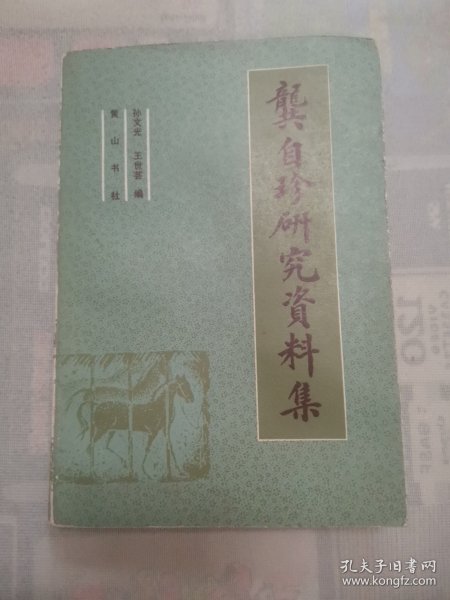 龔自珍研究資料集
孙文光 王世芸 编
黄山书社
孔夫子旧书网
www.kongfz.com